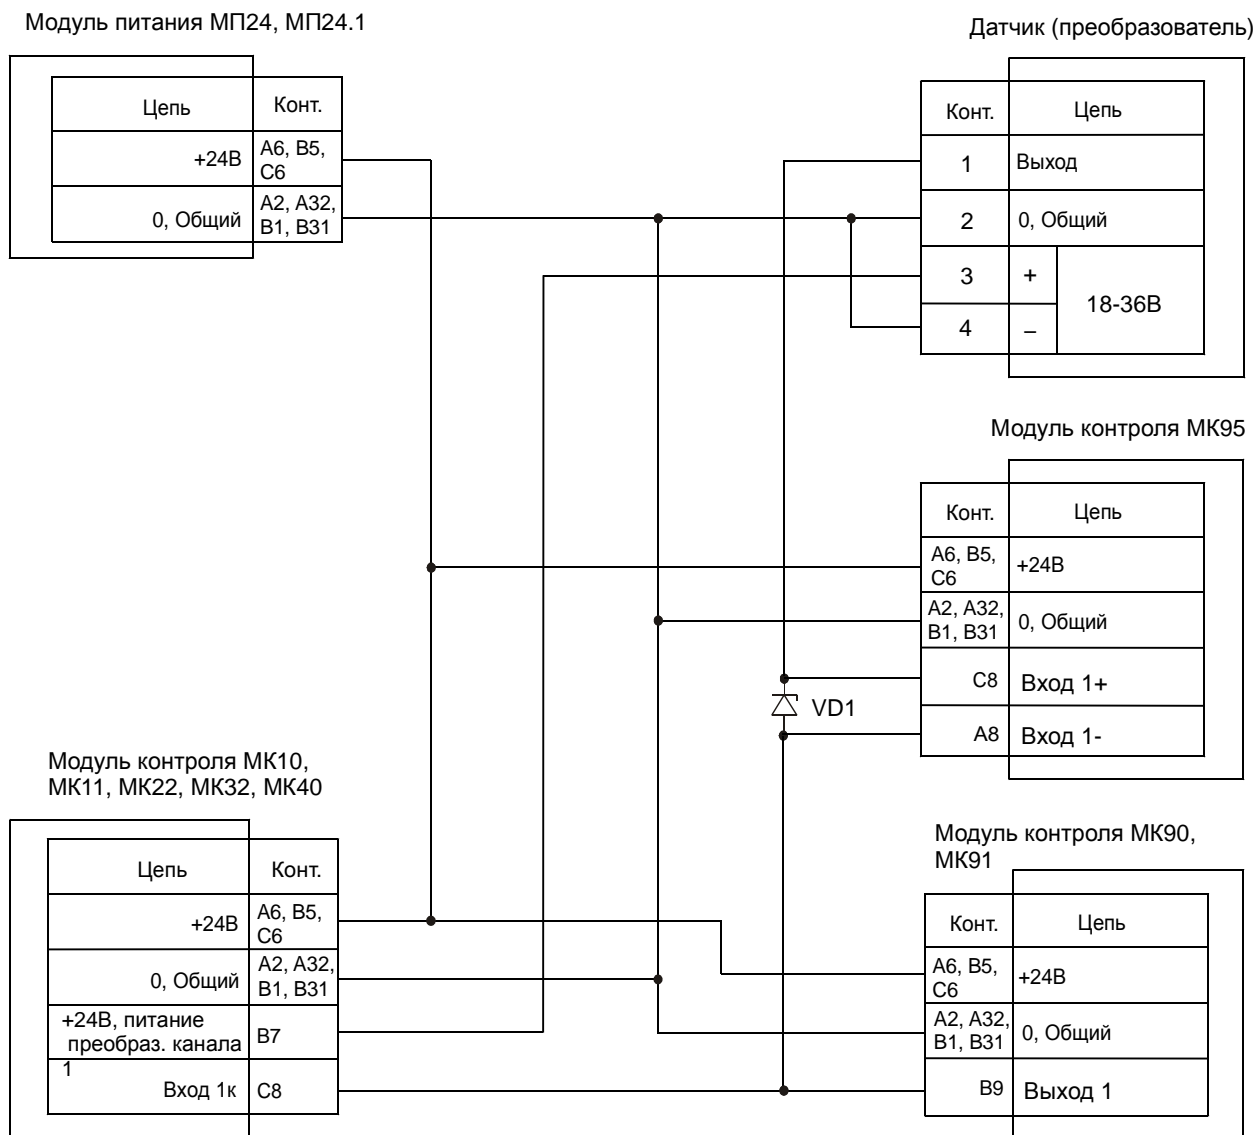 Модуль питания МП24, МП24.1
Цепь
Конт.
+24В
А6, В5,
С6
0, Общий
А2, А32,
В1, В31
Датчик (преобразователь)
Конт.
Цепь
1
Выход
2
0, Общий
3
+
18-36В
4
–
Модуль контроля МК95
Конт.
Цепь
А6, В5,
С6
+24В
А2, А32,
В1, В31
0, Общий
С8
Вход 1+
VD1
А8
Вход 1-
Модуль контроля МК10,
МК11, МК22, МК32, МК40
Цепь
Конт.
+24В
А6, В5,
С6
0, Общий
А2, А32,
В1, В31
+24В, питание
преобраз. канала
1
В7
Вход 1к
С8
Модуль контроля МК90,
МК91
Конт.
Цепь
А6, В5,
С6
+24В
А2, А32,
В1, В31
0, Общий
В9
Выход 1